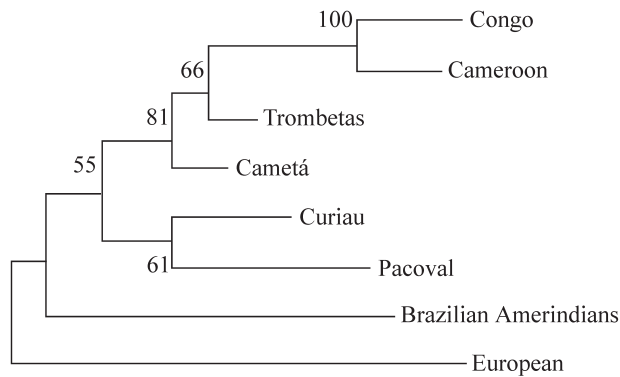 100 Congo
66 Cameroon
81 Trombetas
55 Cametá
Curiau
61 Pacoval
Brazilian Amerindians
European